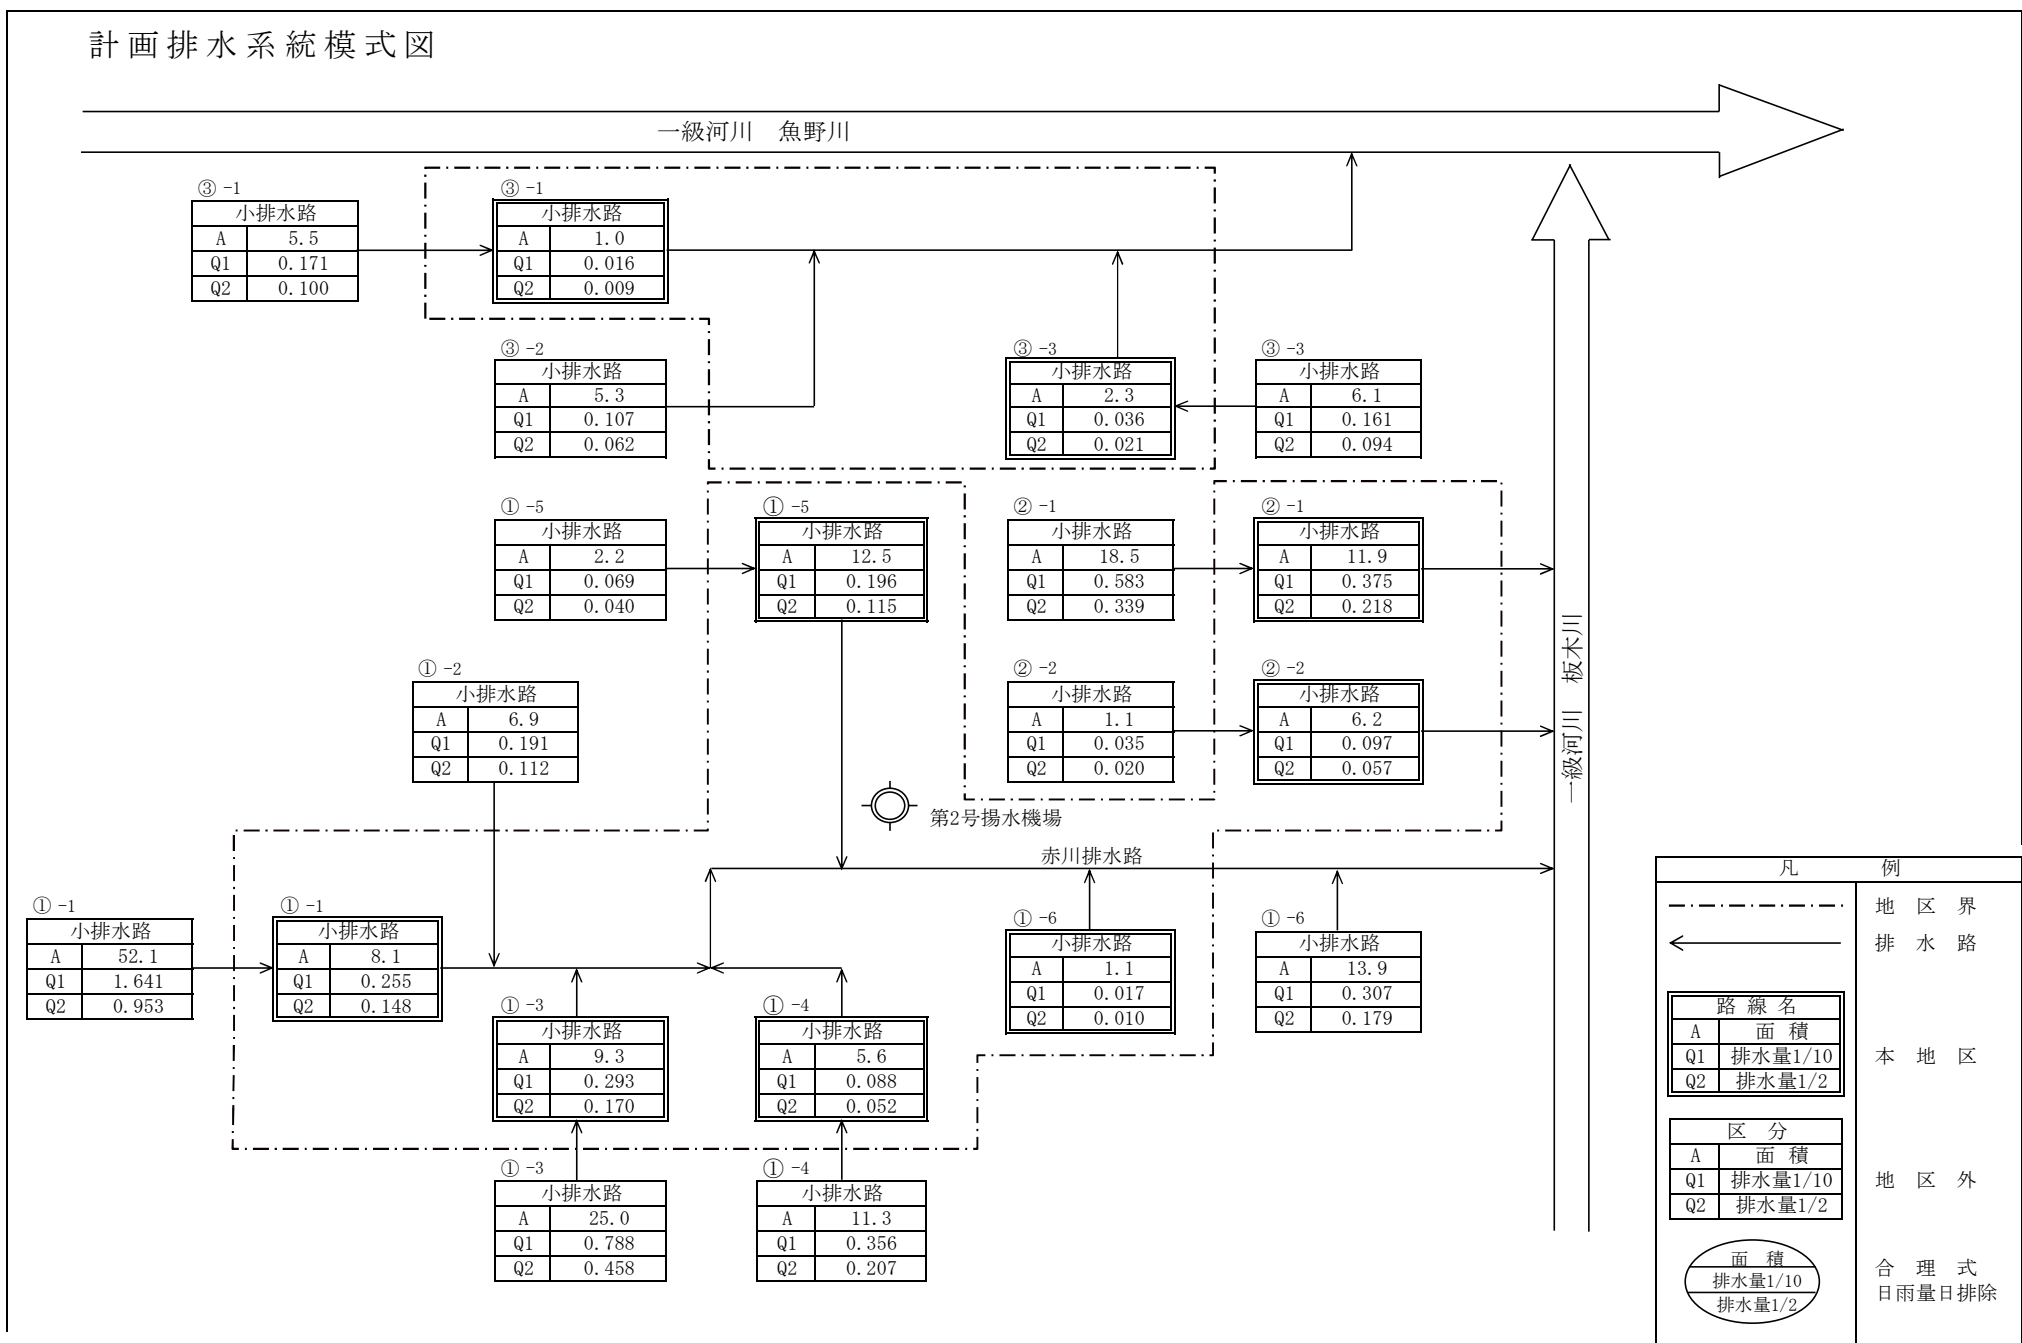 計画排水系統模式図
一級河川　魚野川
③ -1
小排水路
A 5.5
Q1 0.171
Q2 0.100
③ -1
小排水路
A 1.0
Q1 0.016
Q2 0.009
③ -2
小排水路
A 5.3
Q1 0.107
Q2 0.062
③ -3
小排水路
A 2.3
Q1 0.036
Q2 0.021
③ -3
小排水路
A 6.1
Q1 0.161
Q2 0.094
① -5
小排水路
A 2.2
Q1 0.069
Q2 0.040
① -5
小排水路
A 12.5
Q1 0.196
Q2 0.115
② -1
小排水路
A 18.5
Q1 0.583
Q2 0.339
② -1
小排水路
A 11.9
Q1 0.375
Q2 0.218
① -2
小排水路
A 6.9
Q1 0.191
Q2 0.112
② -2
小排水路
A 1.1
Q1 0.035
Q2 0.020
② -2
小排水路
A 6.2
Q1 0.097
Q2 0.057
一級河川　板木川
第2号揚水機場
赤川排水路
① -1
小排水路
A 52.1
Q1 1.641
Q2 0.953
① -1
小排水路
A 8.1
Q1 0.255
Q2 0.148
① -3
小排水路
A 9.3
Q1 0.293
Q2 0.170
① -4
小排水路
A 5.6
Q1 0.088
Q2 0.052
① -6
小排水路
A 1.1
Q1 0.017
Q2 0.010
① -6
小排水路
A 13.9
Q1 0.307
Q2 0.179
① -3
小排水路
A 25.0
Q1 0.788
Q2 0.458
① -4
小排水路
A 11.3
Q1 0.356
Q2 0.207
凡　例
地　区　界
排　水　路
路 線 名
A 面 積
Q1 排水量1/10
Q2 排水量1/2
本　地　区
区　分
A 面 積
Q1 排水量1/10
Q2 排水量1/2
地　区　外
面　積
排水量1/10
排水量1/2
合　理　式
日雨量日排除